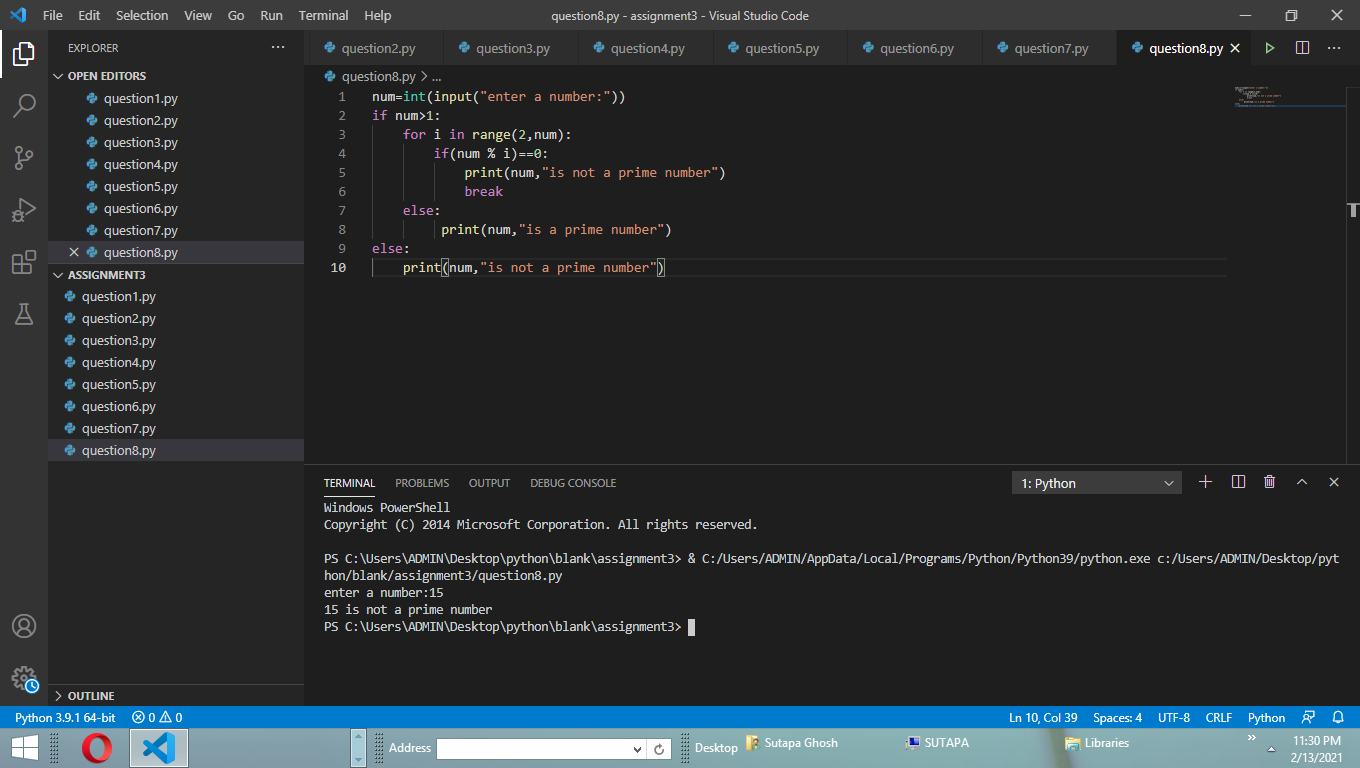 File Edit Selection View Go Run Terminal Help question8.py - assignment3 - Visual Studio Code
EXPLORER
OPEN EDITORS
question1.py
question2.py
question3.py
question4.py
question5.py
question6.py
question7.py
question8.py
ASSIGNMENT3
question1.py
question2.py
question3.py
question4.py
question5.py
question6.py
question7.py
question8.py
OUTLINE
question2.py question3.py question4.py question5.py question6.py question7.py question8.py
question8.py > ...
1 num=int(input("enter a number:"))
2 if num>1:
3     for i in range(2,num):
4         if(num % i)==0:
5             print(num,"is not a prime number")
6             break
7     else:
8          print(num,"is a prime number")
9 else:
10     print(num,"is not a prime number")
TERMINAL PROBLEMS OUTPUT DEBUG CONSOLE 1: Python
Windows PowerShell
Copyright (C) 2014 Microsoft Corporation. All rights reserved.
PS C:\Users\ADMIN\Desktop\python\blank\assignment3> & C:/Users/ADMIN/AppData/Local/Programs/Python/Python39/python.exe c:/Users/ADMIN/Desktop/pyt
hon/blank/assignment3/question8.py
enter a number:15
15 is not a prime number
PS C:\Users\ADMIN\Desktop\python\blank\assignment3>
Python 3.9.1 64-bit 0 0 Ln 10, Col 39 Spaces: 4 UTF-8 CRLF Python
Address Desktop Sutapa Ghosh SUTAPA Libraries 11:30 PM
2/13/2021